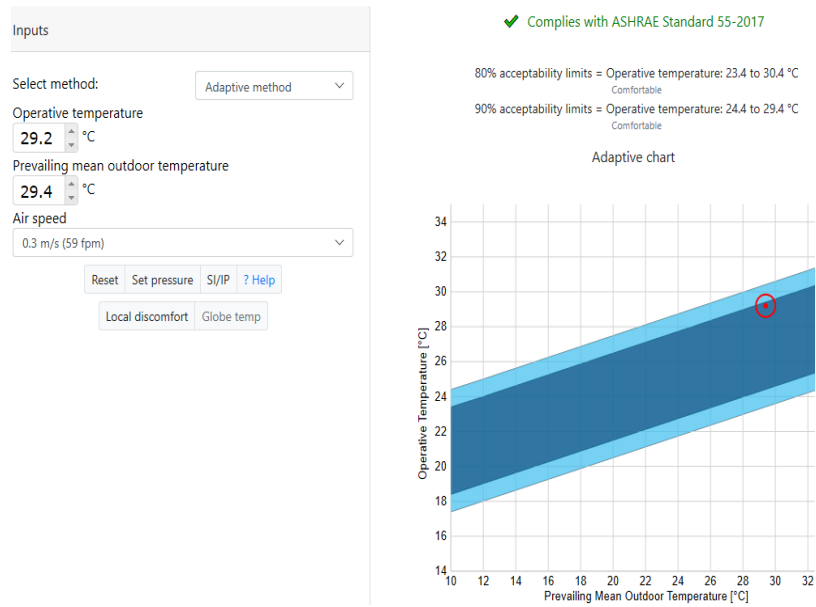 Inputs
Select method:
Adaptive method
Operative temperature
29.2 °C
Prevailing mean outdoor temperature
29.4 °C
Air speed
0.3 m/s (59 fpm)
Reset Set pressure SI/IP ? Help
Local discomfort Globe temp
Complies with ASHRAE Standard 55-2017
80% acceptability limits = Operative temperature: 23.4 to 30.4 °C
Comfortable
90% acceptability limits = Operative temperature: 24.4 to 29.4 °C
Comfortable
Adaptive chart
Operative Temperature [°C]
34
32
30
28
26
24
22
20
18
16
14
10 12 14 16 18 20 22 24 26 28 30 32
Prevailing Mean Outdoor Temperature [°C]